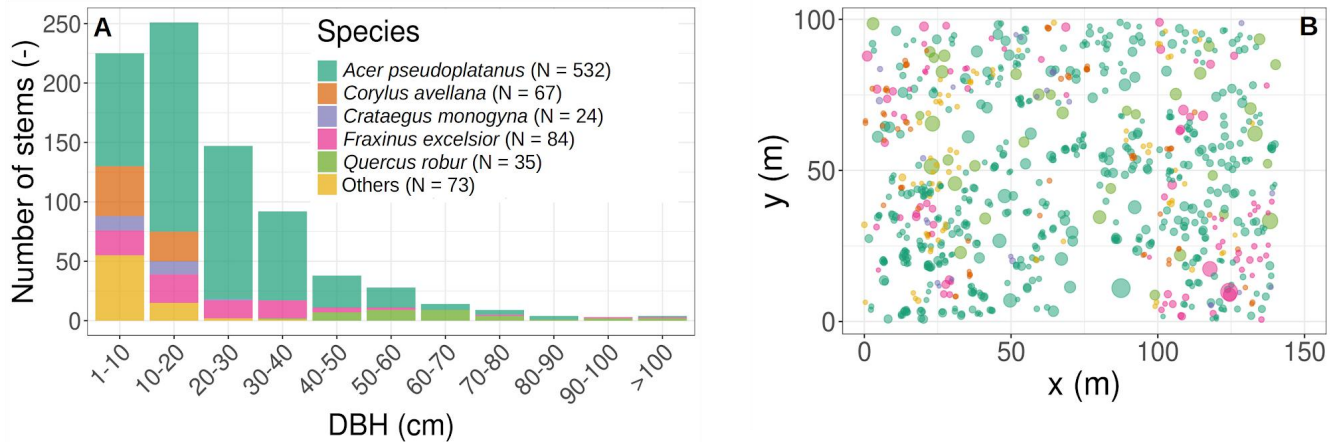 A
Number of stems (-)
250
200
150
100
50
0
Species
Acer pseudoplatanus (N = 532)
Corylus avellana (N = 67)
Crataegus monogyna (N = 24)
Fraxinus excelsior (N = 84)
Quercus robur (N = 35)
Others (N = 73)
1-10
10-20
20-30
30-40
40-50
50-60
60-70
70-80
80-90
90-100
>100
DBH (cm)
B
y (m)
100
50
0
0
50
100
150
x (m)